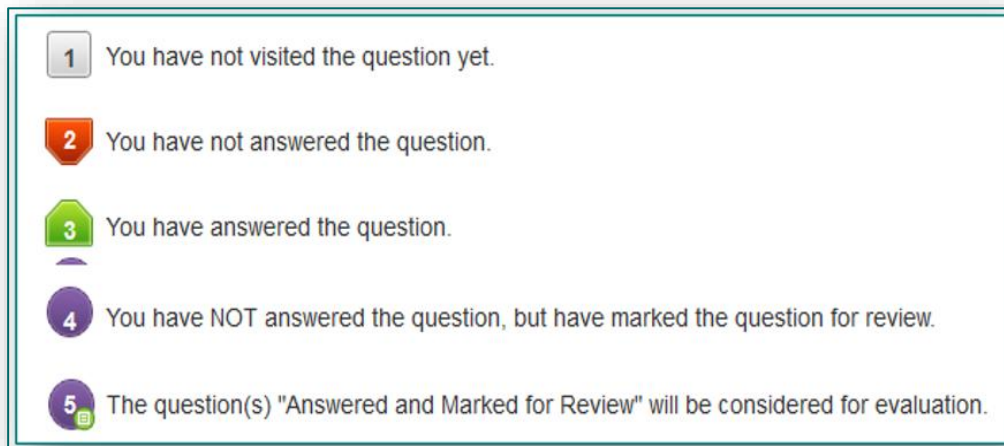 1 You have not visited the question yet.
2 You have not answered the question.
3 You have answered the question.
4 You have NOT answered the question, but have marked the question for review.
5 The question(s) "Answered and Marked for Review" will be considered for evaluation.